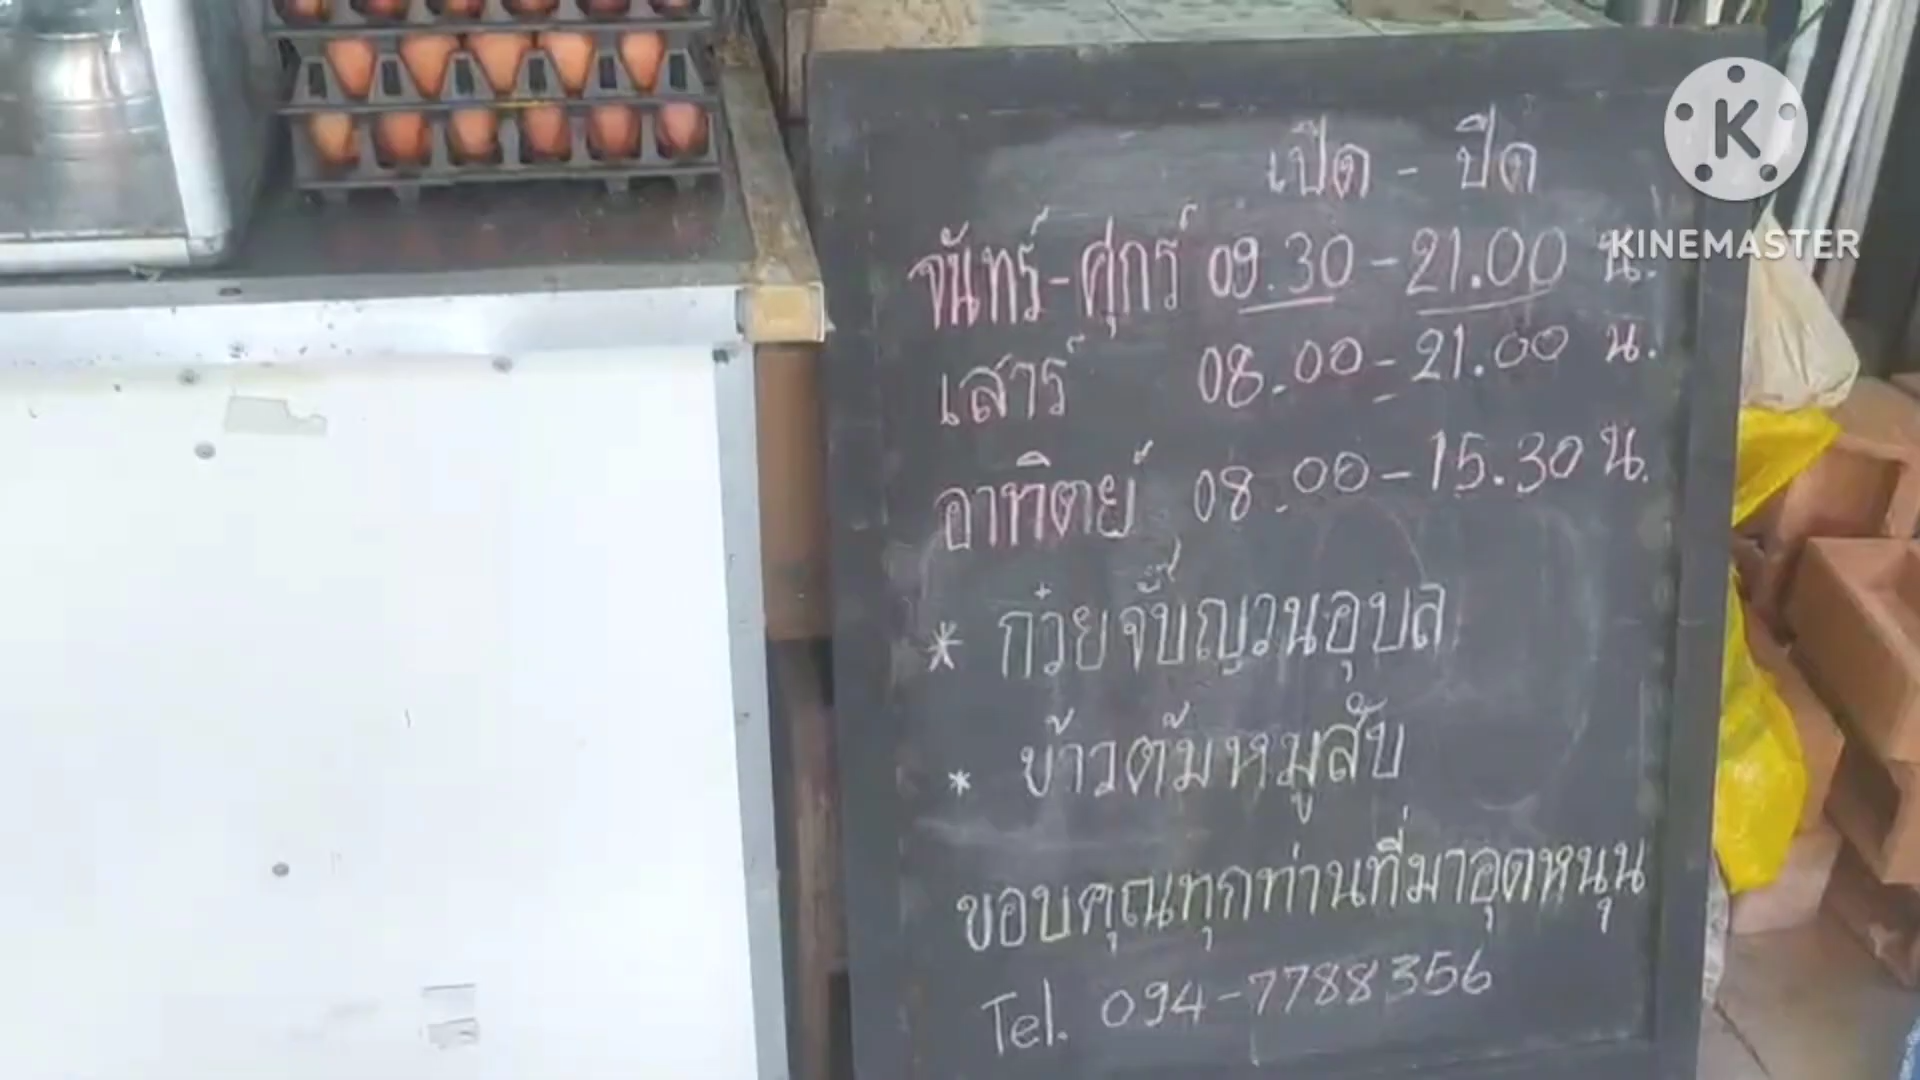 เปิด - ปิด
จันทร์-ศุกร์ 09.30 - 21.00 น.
เสาร์ 08.00 - 21.00 น.
อาทิตย์ 08.00 - 15.30 น.
* ก๋วยจั๊บญวนอุบล
* ข้าวต้มหมูสับ
ขอบคุณทุกท่านที่มาอุดหนุน
Tel. 094-7788356
K
KINEMASTER